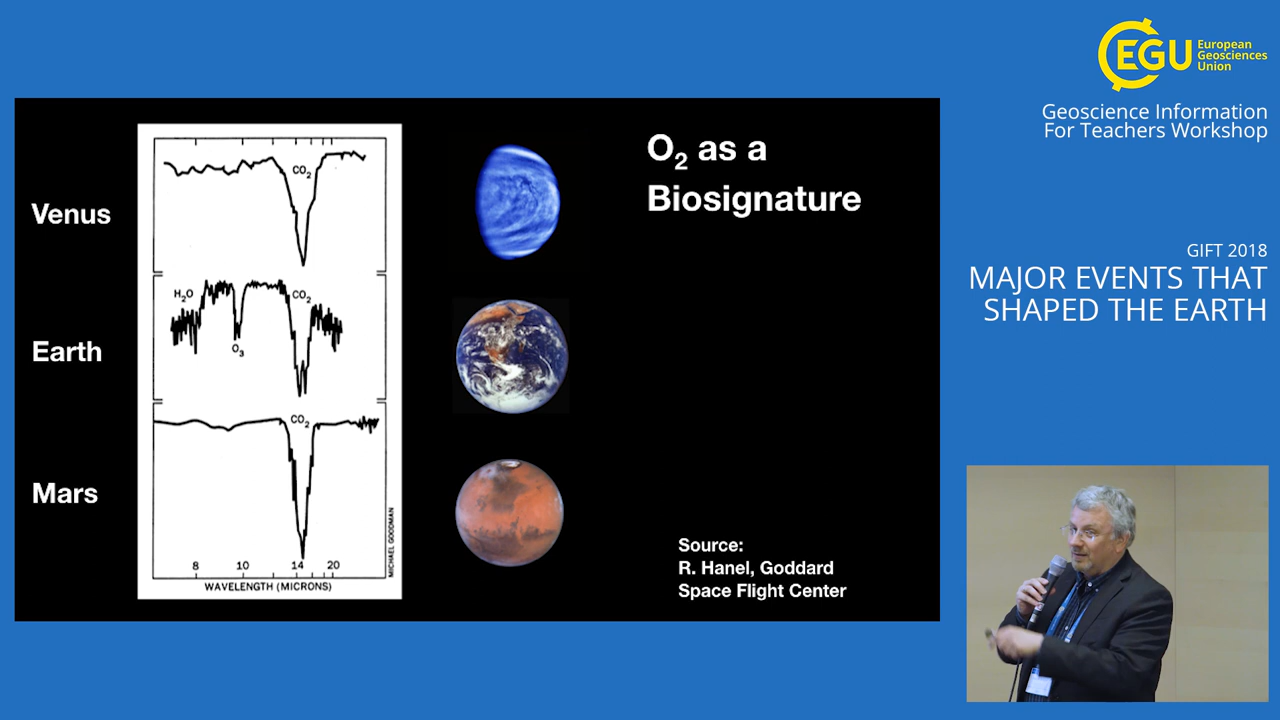 EGU
European
Geosciences
Union
Geoscience Information
For Teachers Workshop
GIFT 2018
MAJOR EVENTS THAT
SHAPED THE EARTH
O₂ as a
Biosignature
Venus
CO₂
Earth
H₂O
O₃
CO₂
Mars
CO₂
8 10 14 20
WAVELENGTH (MICRONS)
MICHAEL GOODMAN
Source:
R. Hanel, Goddard
Space Flight Center